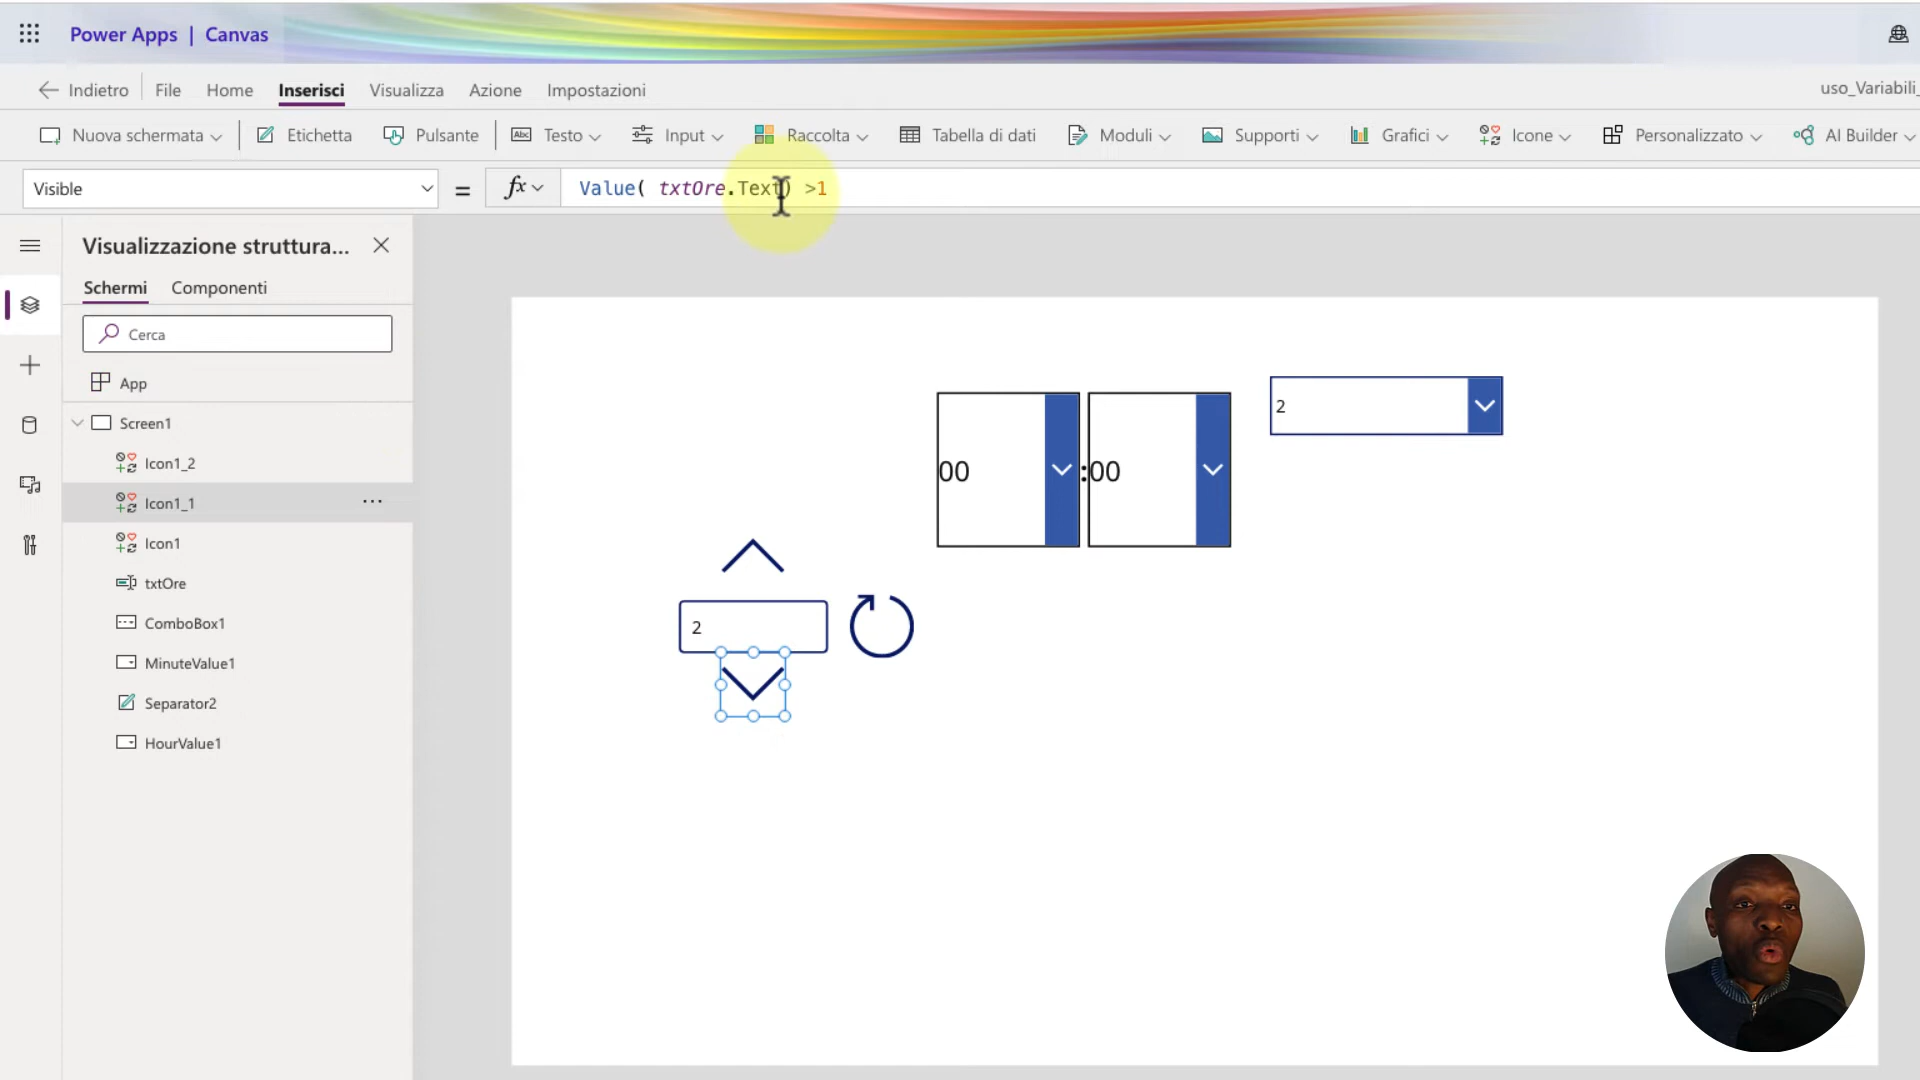 Power Apps | Canvas
Indietro File Home Inserisci Visualizza Azione Impostazioni uso_Variabili_
Nuova schermata Etichetta Pulsante Abc Testo Input Raccolta Tabella di dati Moduli Supporti Grafici Icone Personalizzato AI Builder
Visible = fx Value( txtOre.Text) >1
Visualizzazione struttura...
Schermi Componenti
Cerca
App
Screen1
Icon1_2
Icon1_1 ...
Icon1
txtOre
ComboBox1
MinuteValue1
Separator2
HourValue1
2
00 :00
2